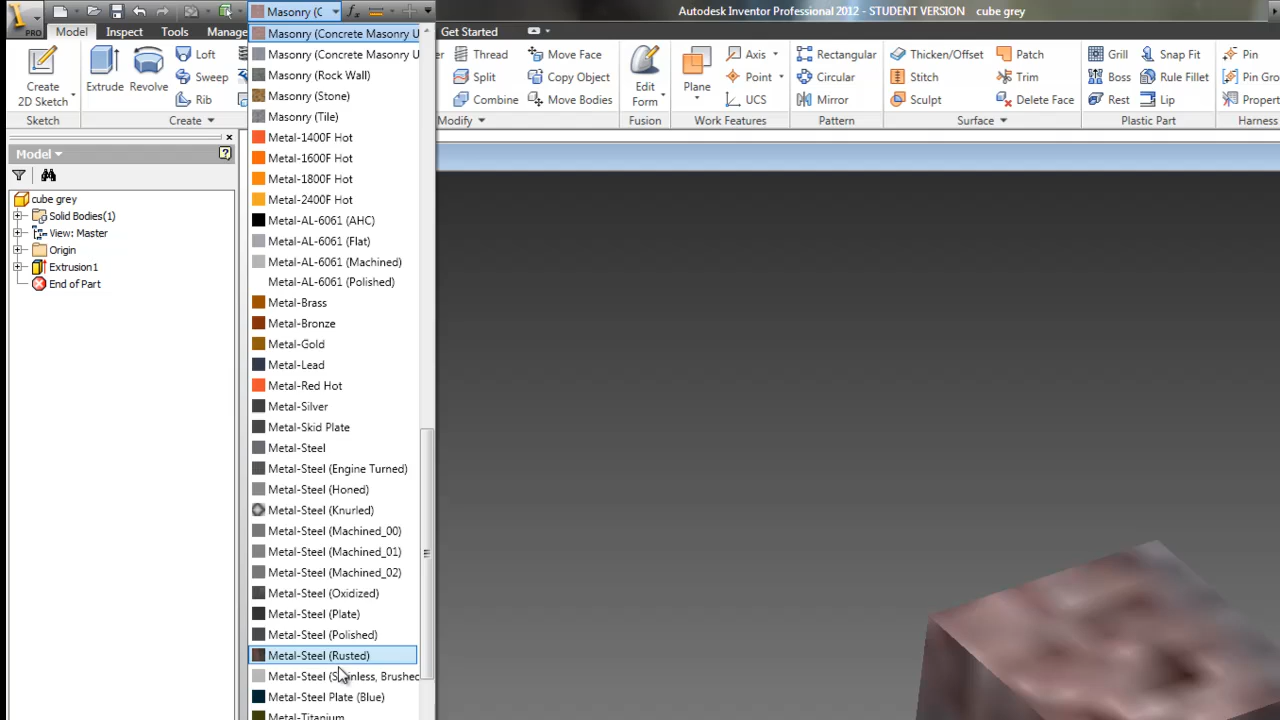 Masonry (C
Autodesk Inventor Professional 2012 - STUDENT VERSION cube grey
PRO
Model Inspect Tools Manage Get Started
Create
2D Sketch
Extrude
Revolve
Loft
Sweep
Rib
Thread
Split
Combine
Move Face
Copy Object
Move Bodies
Edit
Form
Plane
Axis
Point
UCS
Rectangular
Circular
Mirror
Thicken/Offset
Stitch
Sculpt
Patch
Trim
Delete Face
Grill
Boss
Rest
Snap Fit
Rule Fillet
Lip
Pin
Pin Gro
Propert
Sketch Create Modify Fusion Work Features Pattern Surface Plastic Part Harness
Model
cube grey
Solid Bodies(1)
View: Master
Origin
Extrusion1
End of Part
Masonry (Concrete Masonry U
Masonry (Concrete Masonry U
Masonry (Rock Wall)
Masonry (Stone)
Masonry (Tile)
Metal-1400F Hot
Metal-1600F Hot
Metal-1800F Hot
Metal-2400F Hot
Metal-AL-6061 (AHC)
Metal-AL-6061 (Flat)
Metal-AL-6061 (Machined)
Metal-AL-6061 (Polished)
Metal-Brass
Metal-Bronze
Metal-Gold
Metal-Lead
Metal-Red Hot
Metal-Silver
Metal-Skid Plate
Metal-Steel
Metal-Steel (Engine Turned)
Metal-Steel (Honed)
Metal-Steel (Knurled)
Metal-Steel (Machined_00)
Metal-Steel (Machined_01)
Metal-Steel (Machined_02)
Metal-Steel (Oxidized)
Metal-Steel (Plate)
Metal-Steel (Polished)
Metal-Steel (Rusted)
Metal-Steel (Stainless, Brushed
Metal-Steel Plate (Blue)
Metal-Titanium